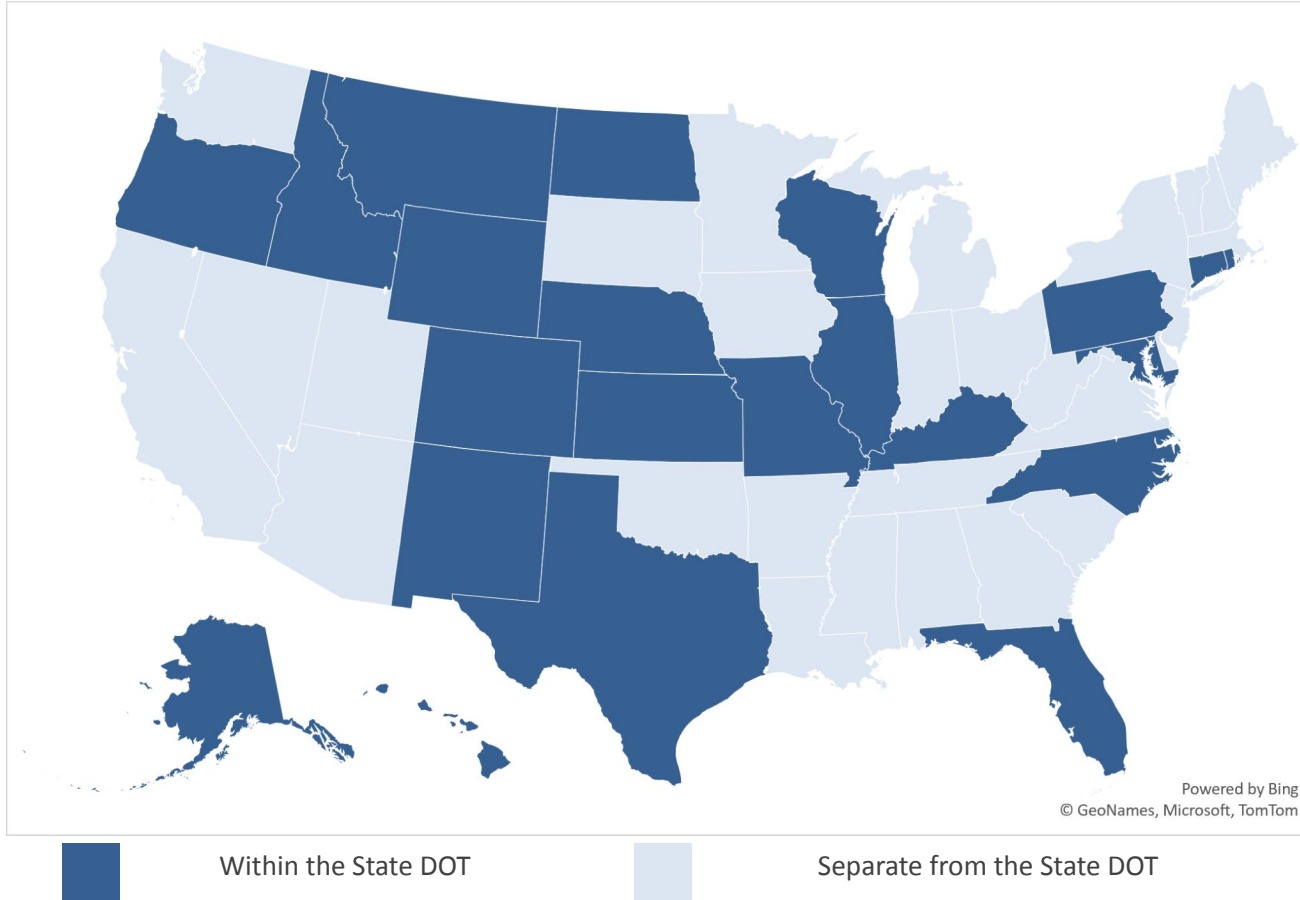 Powered by Bing
© GeoNames, Microsoft, TomTom
Within the State DOT
Separate from the State DOT